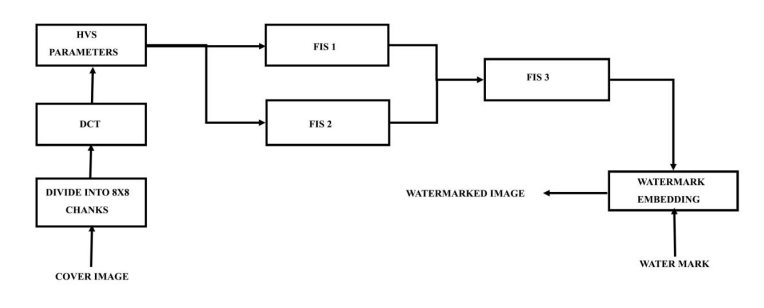 HVS
PARAMETERS
FIS 1
FIS 3
DCT
FIS 2
DIVIDE INTO 8X8
CHANKS
WATERMARKED IMAGE
WATERMARK
EMBEDDING
COVER IMAGE
WATER MARK